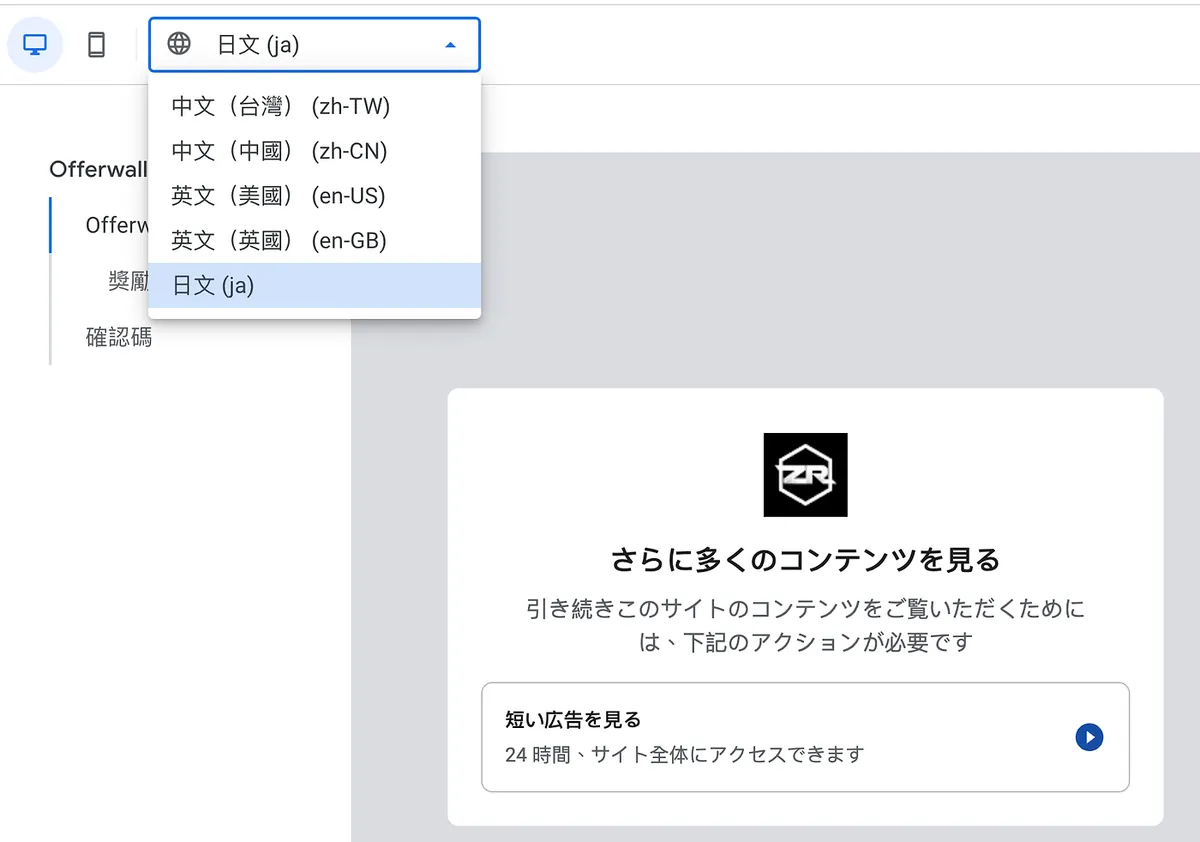 日文 (ja)
中文（台灣） (zh-TW)
中文（中國） (zh-CN)
英文（美國） (en-US)
英文（英國） (en-GB)
日文 (ja)
Offerwall
Offerw
獎勵
確認碼
ZR
さらに多くのコンテンツを見る
引き続きこのサイトのコンテンツをご覧いただくために
は、下記のアクションが必要です
短い広告を見る
24 時間、サイト全体にアクセスできます